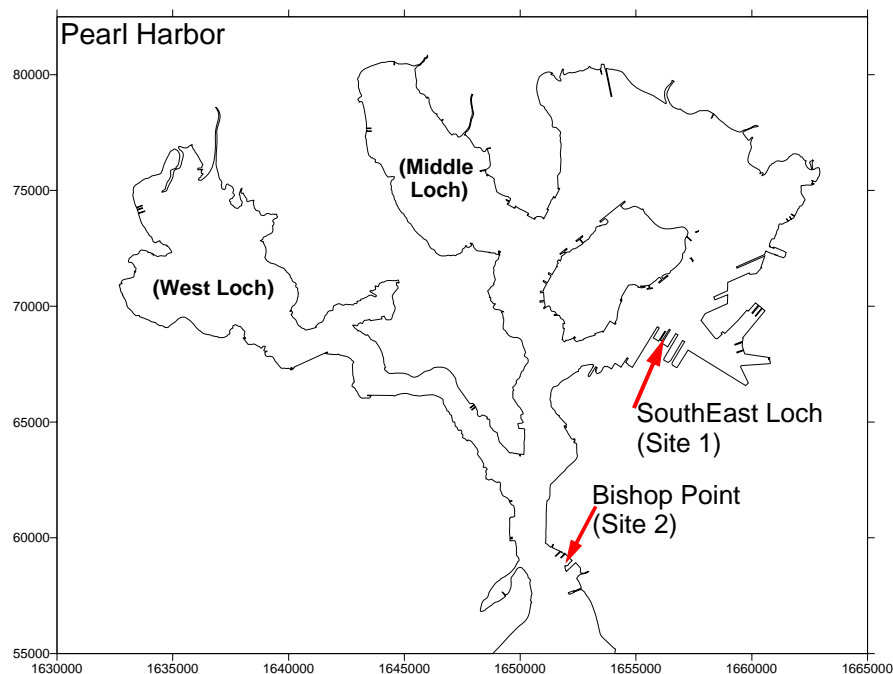 Pearl Harbor
80000
75000
70000
65000
60000
55000
(Middle
Loch)
(West Loch)
SouthEast Loch
(Site 1)
Bishop Point
(Site 2)
1630000 1635000 1640000 1645000 1650000 1655000 1660000 1665000